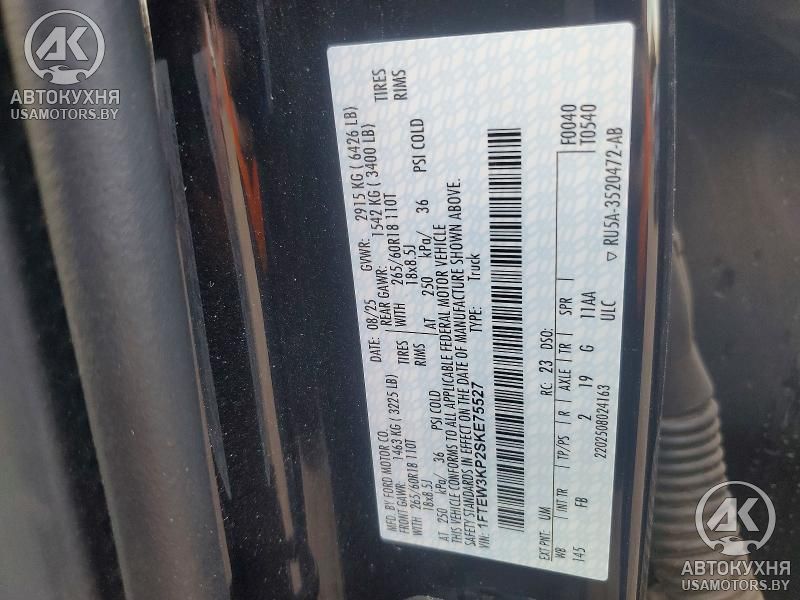 MFD. BY FORD MOTOR CO. DATE: 08/25 GVWR: 2915 KG ( 6426 LB)
FRONT GAWR: 1463 KG ( 3225 LB) REAR GAWR: 1542 KG ( 3400 LB)
WITH 265/60R18 110T TIRES WITH 265/60R18 110T TIRES
18x8.5J RIMS 18x8.5J RIMS
AT 250 kPa/ 36 PSI COLD AT 250 kPa/ 36 PSI COLD
THIS VEHICLE CONFORMS TO ALL APPLICABLE FEDERAL MOTOR VEHICLE
SAFETY STANDARDS IN EFFECT ON THE DATE OF MANUFACTURE SHOWN ABOVE.
VIN: 1FTEW3KP2SKE75527 TYPE: Truck
F0040
T0540
EXT PNT: UM RC: 23 DSO:
WB INT TR TP/PS R AXLE TR SPR
145 FB 2 19 G 11AA
2202508024163 ULC
▽ RU5A-3520472-AB
АК
АВТОКУХНЯ
USAMOTORS.BY
АК
АВТОКУХНЯ
USAMOTORS.BY